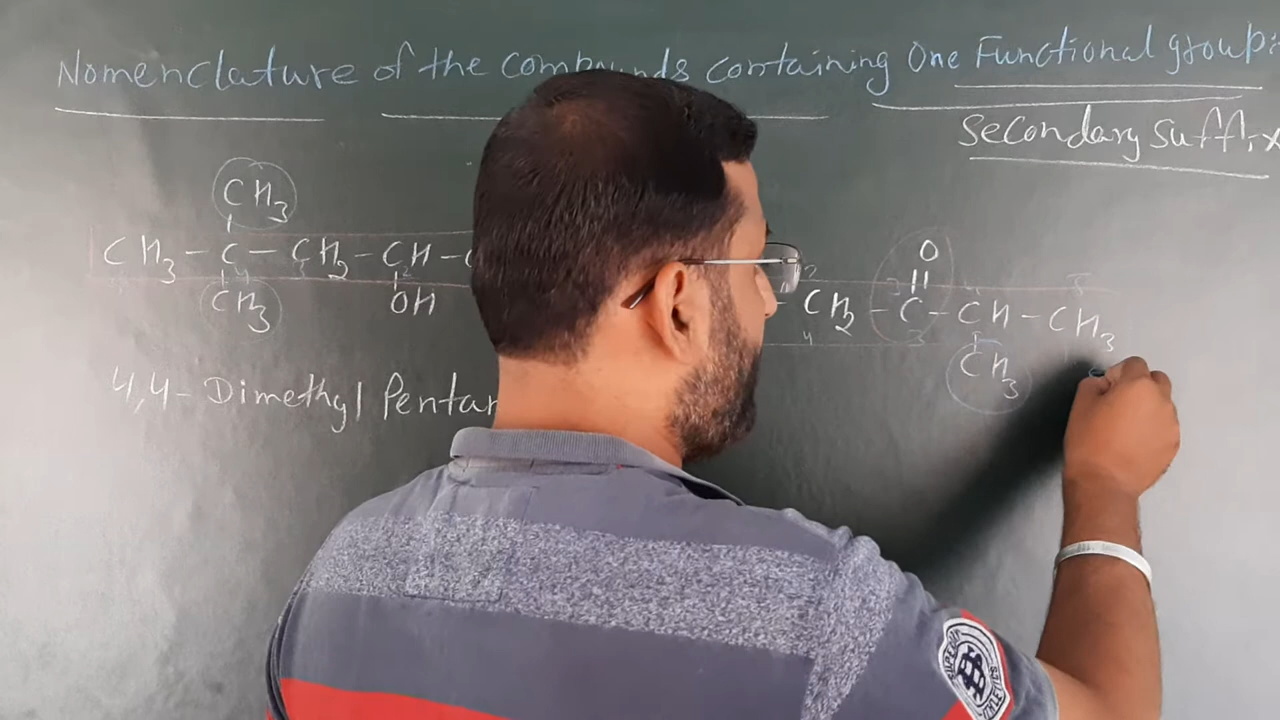 Nomenclature of the compounds containing One Functional group:
Secondary Suffix
CH3
CH3 - C - CH2 - CH - C
CH3 OH
4,4 - Dimethyl Pentan
O
CH2 - C - CH - CH3
CH3